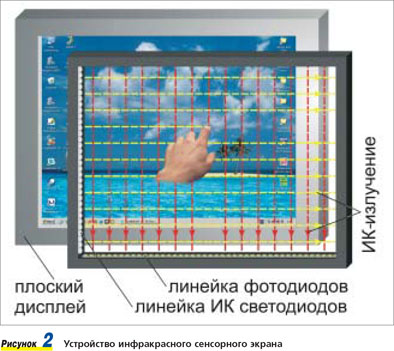 ИК-излучение
плоский
дисплей
линейка фотодиодов
линейка ИК светодиодов
Рисунок 2 Устройство инфракрасного сенсорного экрана